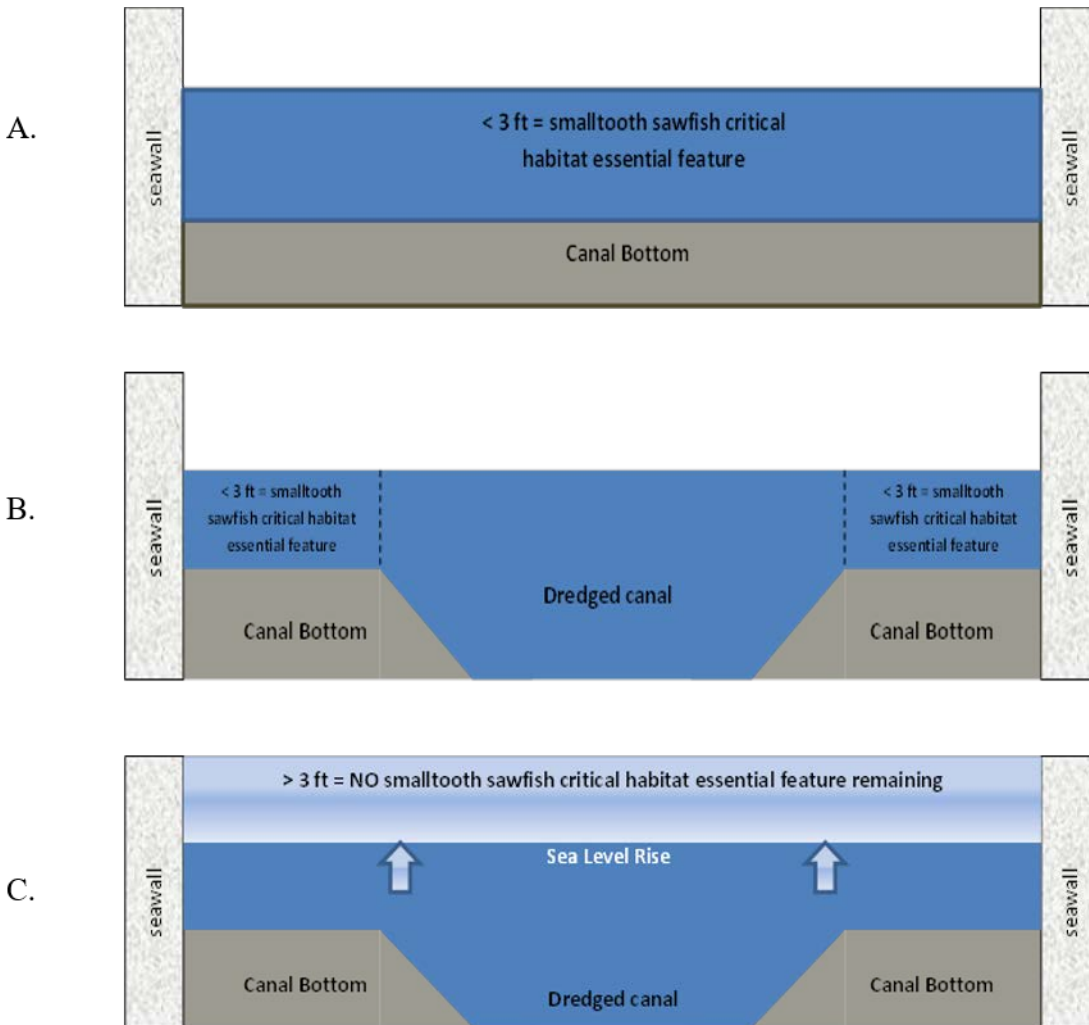 A.
seawall
< 3 ft = smalltooth sawfish critical
habitat essential feature
Canal Bottom
seawall
B.
seawall
< 3 ft = smalltooth
sawfish critical habitat
essential feature
Dredged canal
< 3 ft = smalltooth
sawfish critical habitat
essential feature
Canal Bottom
Canal Bottom
seawall
C.
seawall
> 3 ft = NO smalltooth sawfish critical habitat essential feature remaining
Sea Level Rise
Canal Bottom
Dredged canal
Canal Bottom
seawall